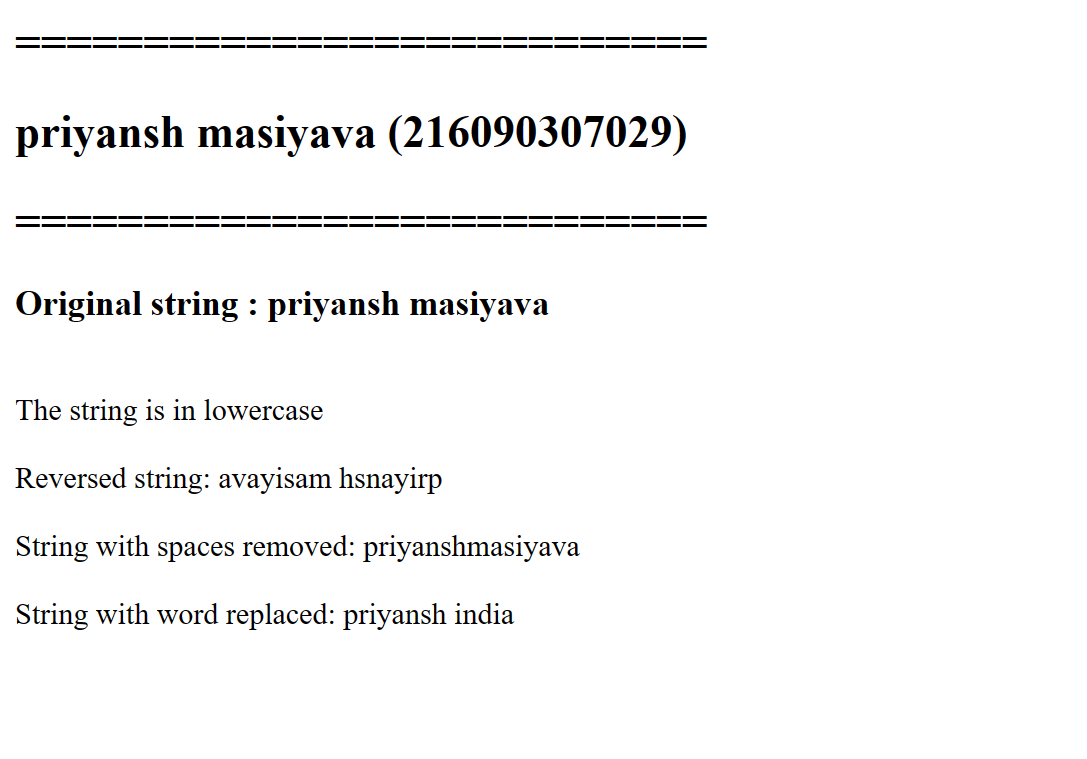 ===========================
priyansh masiyava (216090307029)
===========================
Original string : priyansh masiyava
The string is in lowercase
Reversed string: avayisam hsnayirp
String with spaces removed: priyanshmasiyava
String with word replaced: priyansh india